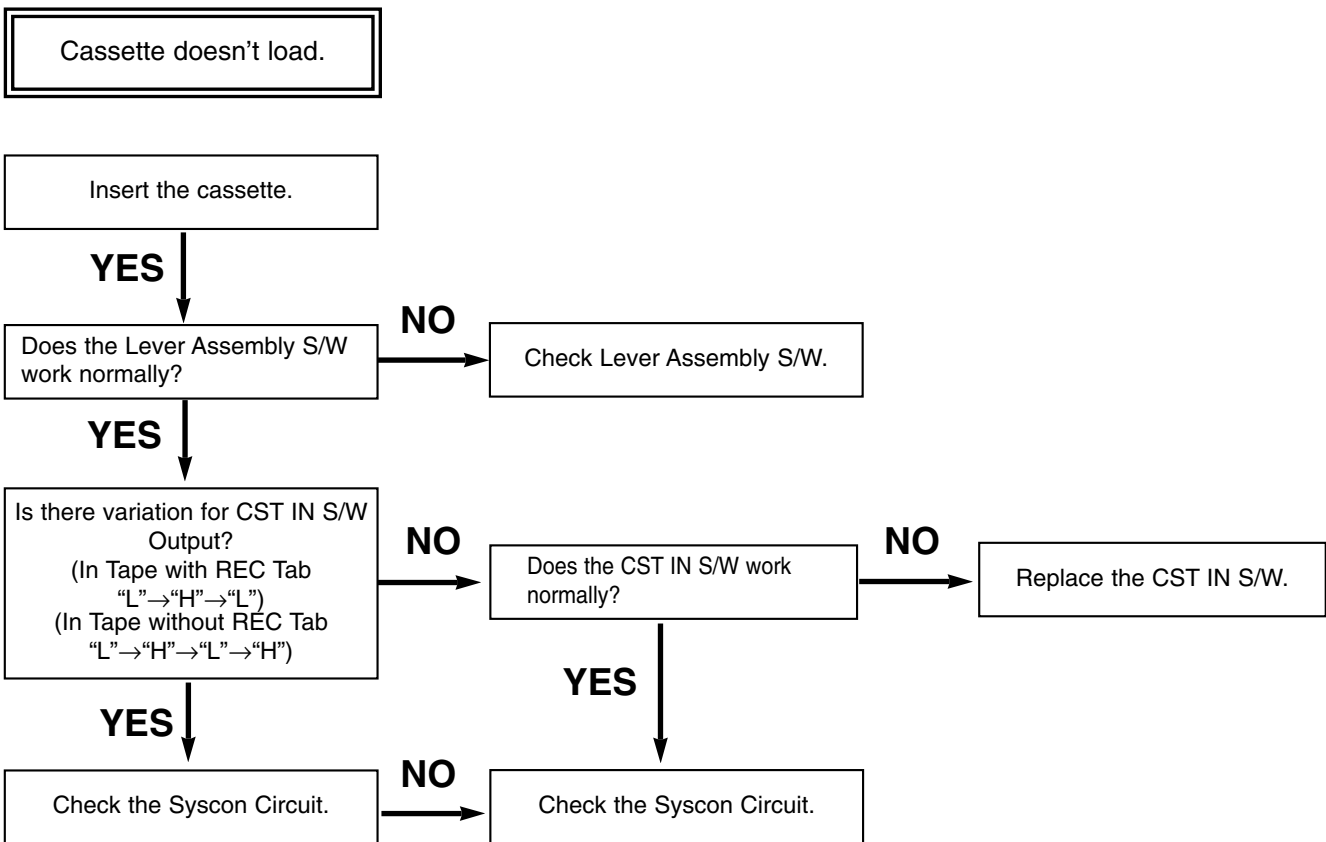 Cassette doesn’t load.
Insert the cassette.
YES
Does the Lever Assembly S/W
work normally?
NO
Check Lever Assembly S/W.
YES
Is there variation for CST IN S/W
Output?
(In Tape with REC Tab
“L”→“H”→“L”)
(In Tape without REC Tab
“L”→“H”→“L”→“H”)
NO
Does the CST IN S/W work
normally?
NO
Replace the CST IN S/W.
YES
YES
Check the Syscon Circuit.
NO
Check the Syscon Circuit.